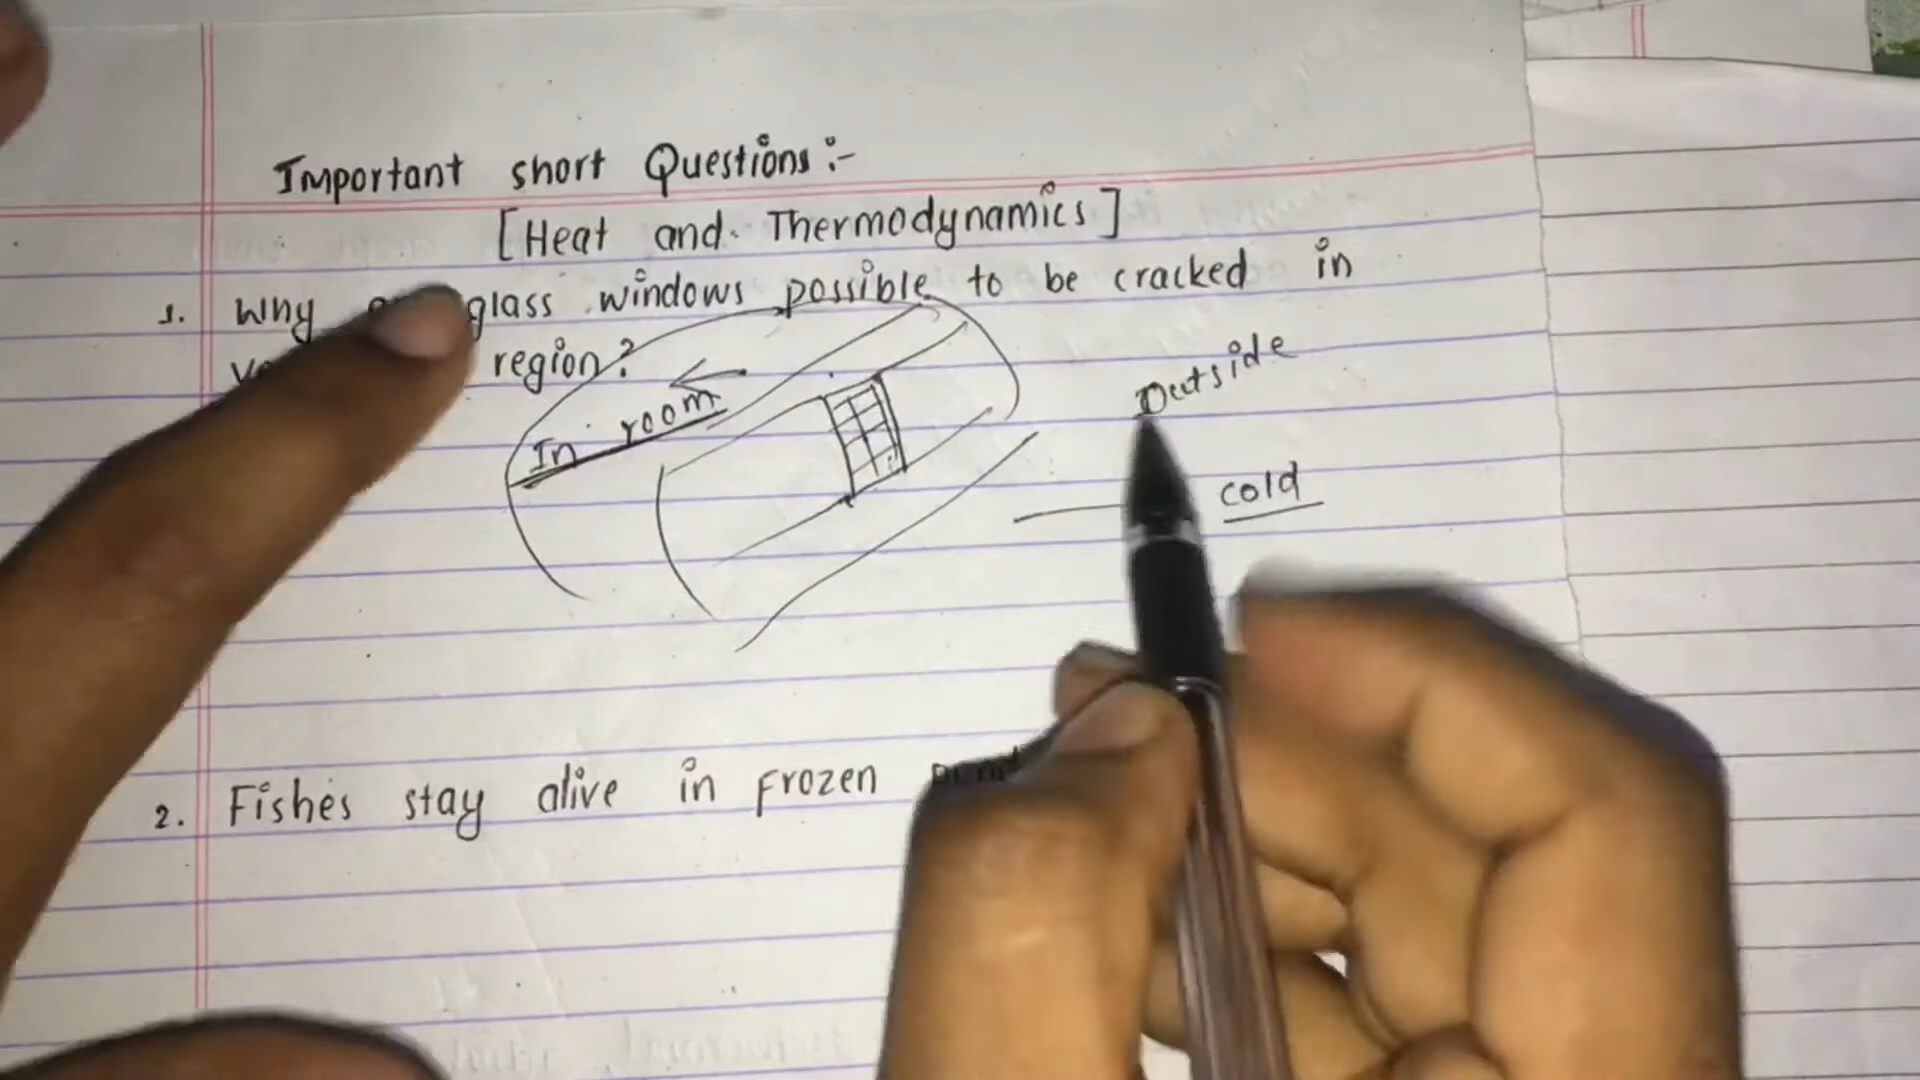 Important short Questions :-
[Heat and Thermodynamics]
1. Why glass windows possible to be cracked in
region?
In room
Outside
cold
2. Fishes stay alive in frozen